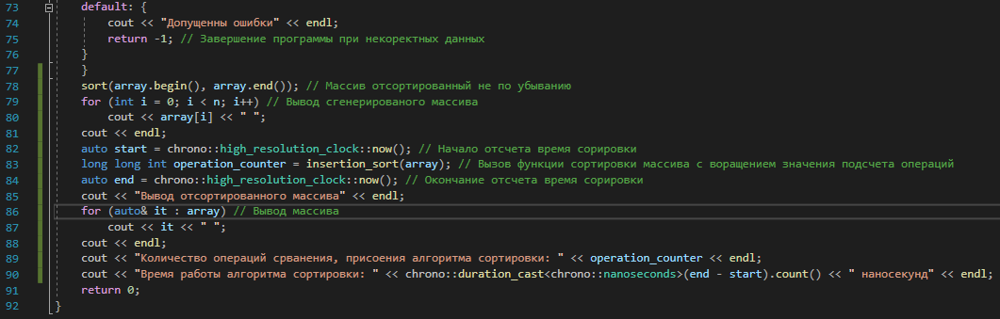 73 default: {
74 cout << "Допущенны ошибки" << endl;
75 return -1; // Завершение программы при некоректных данных
76 }
77 }
78 sort(array.begin(), array.end()); // Массив отсортированный не по убыванию
79 for (int i = 0; i < n; i++) // Вывод сгенерированого массива
80 cout << array[i] << " ";
81 cout << endl;
82 auto start = chrono::high_resolution_clock::now(); // Начало отсчета время сорировки
83 long long int operation_counter = insertion_sort(array); // Вызов функции сортировки массива с воращением значения подсчета операций
84 auto end = chrono::high_resolution_clock::now(); // Окончание отсчета время сорировки
85 cout << "Вывод отсортированного массива" << endl;
86 for (auto& it : array) // Вывод массива
87 cout << it << " ";
88 cout << endl;
89 cout << "Количество операций срванения, присоения алгоритма сортировки: " << operation_counter << endl;
90 cout << "Время работы алгоритма сортировки: " << chrono::duration_cast<chrono::nanoseconds>(end - start).count() << " наносекунд" << endl;
91 return 0;
92 }